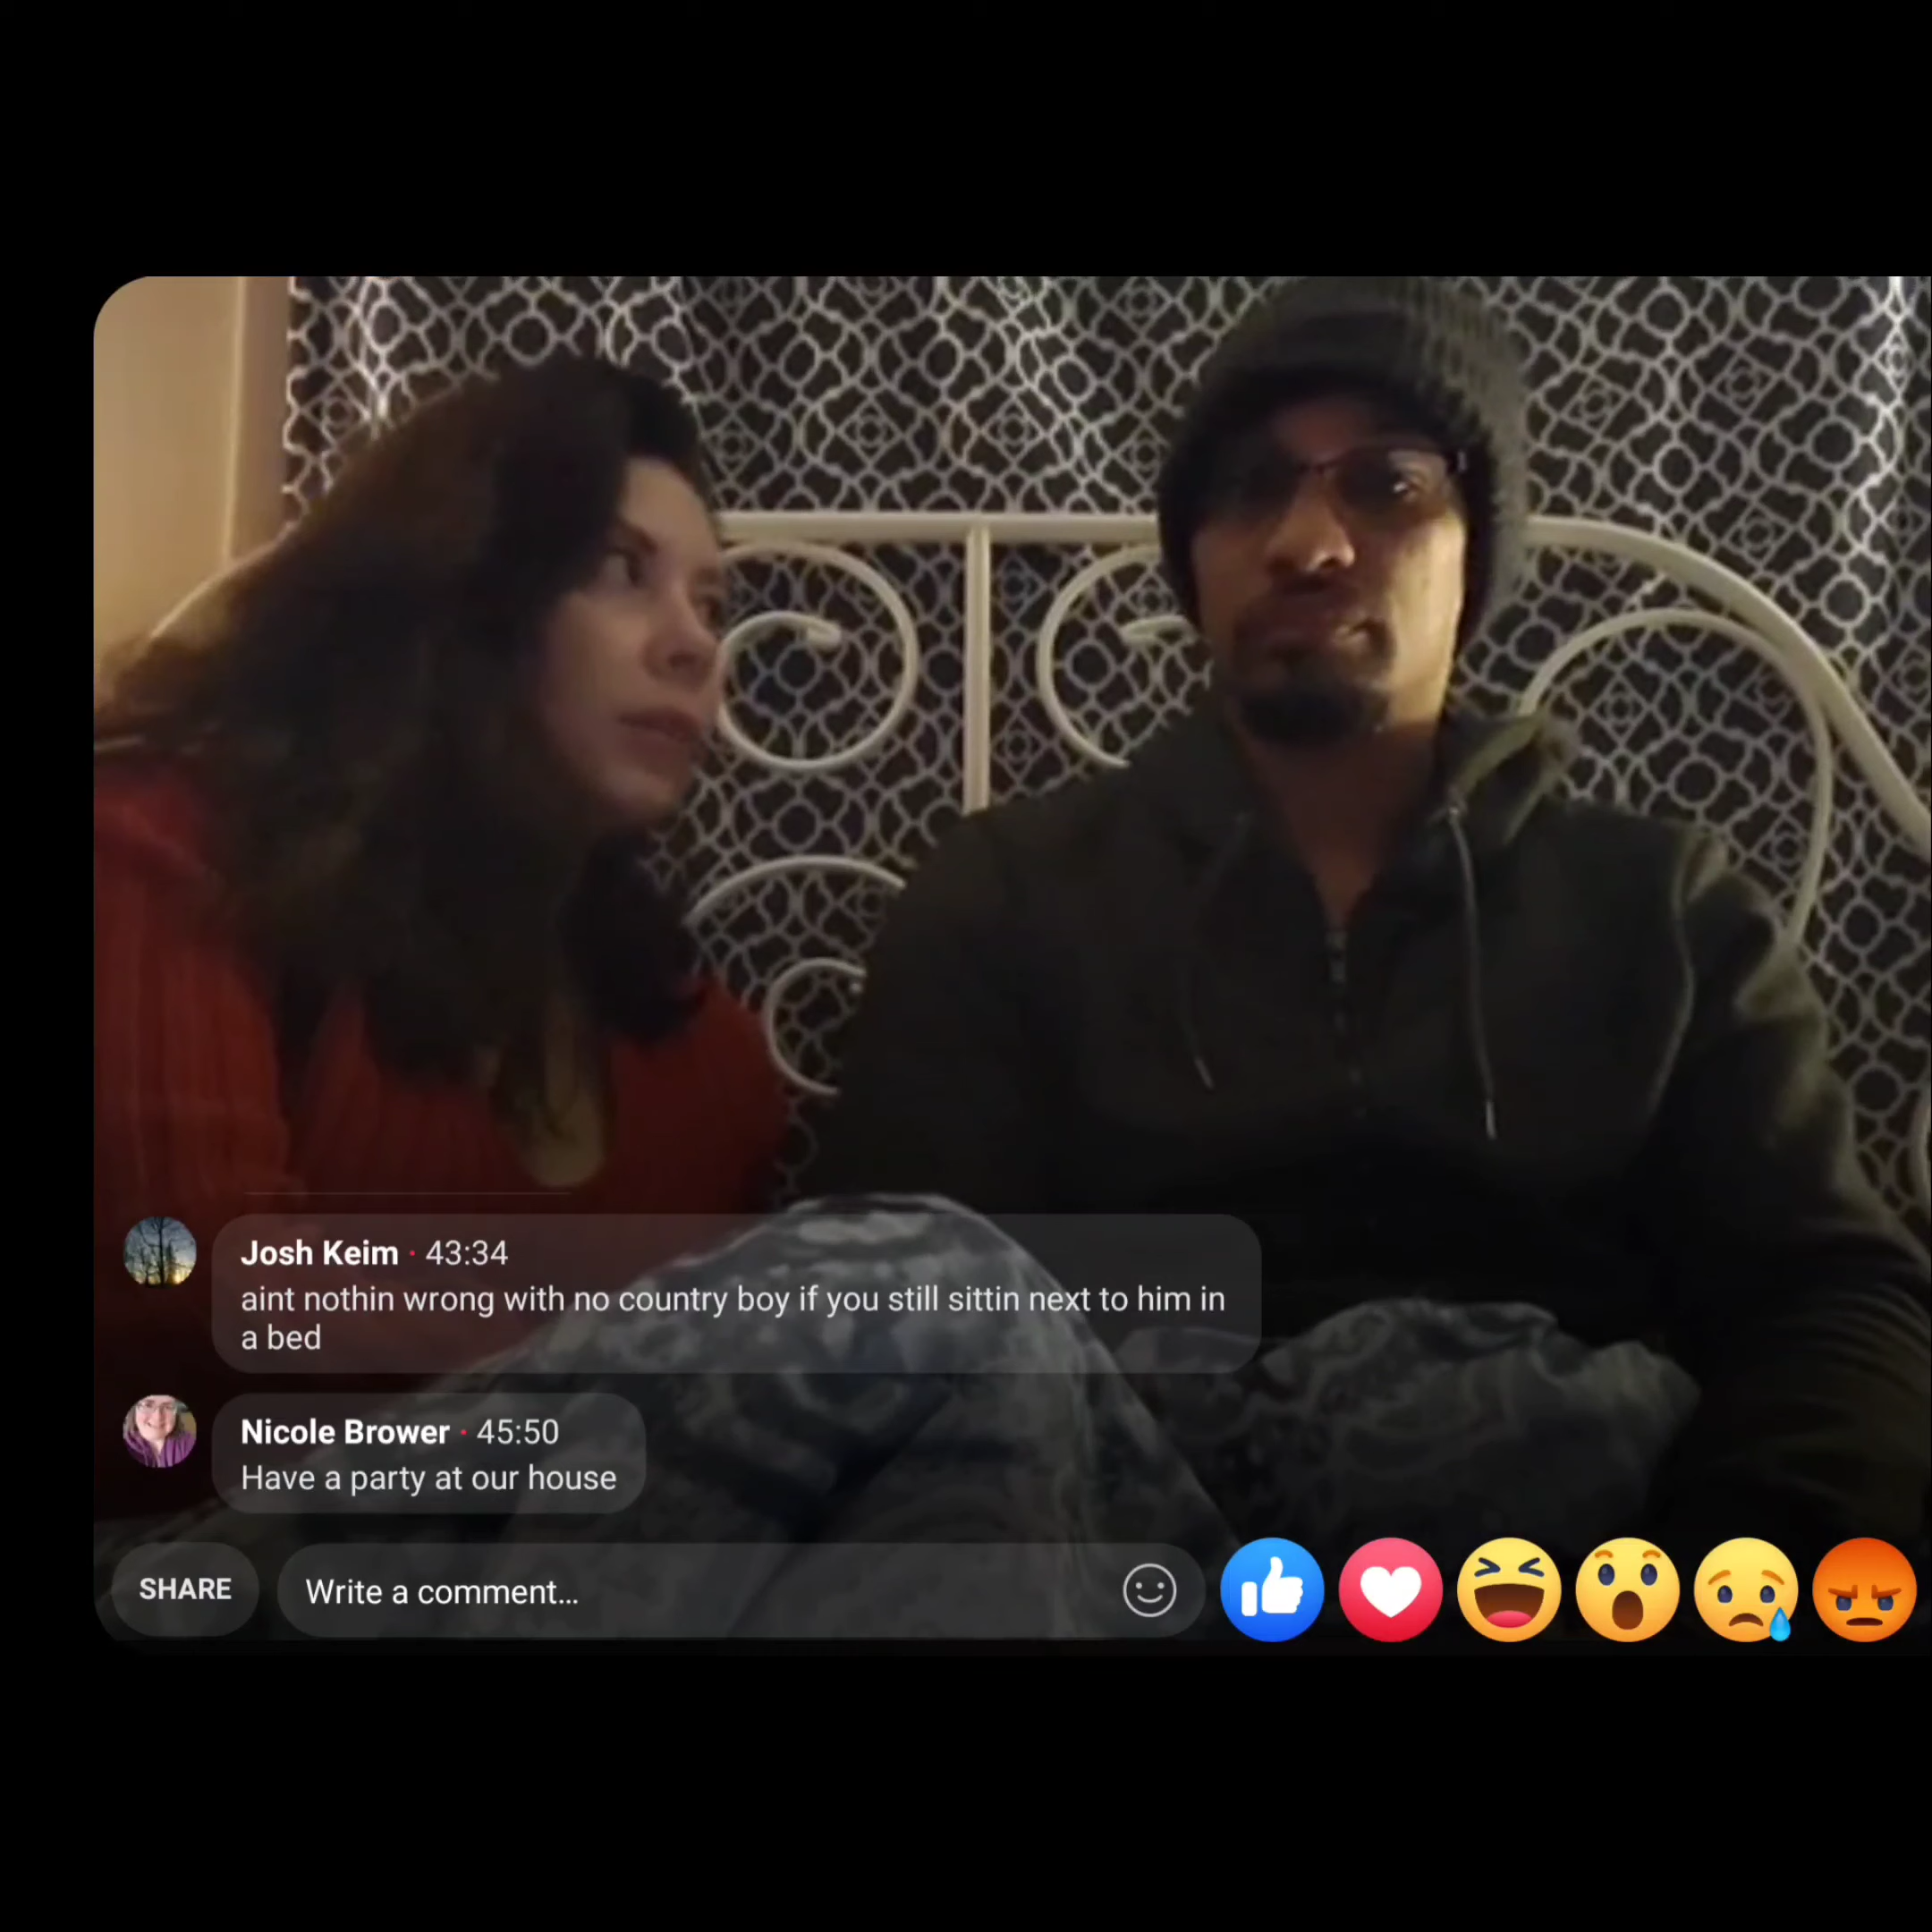 Josh Keim · 43:34
aint nothin wrong with no country boy if you still sittin next to him in
a bed
Nicole Brower · 45:50
Have a party at our house
SHARE
Write a comment...